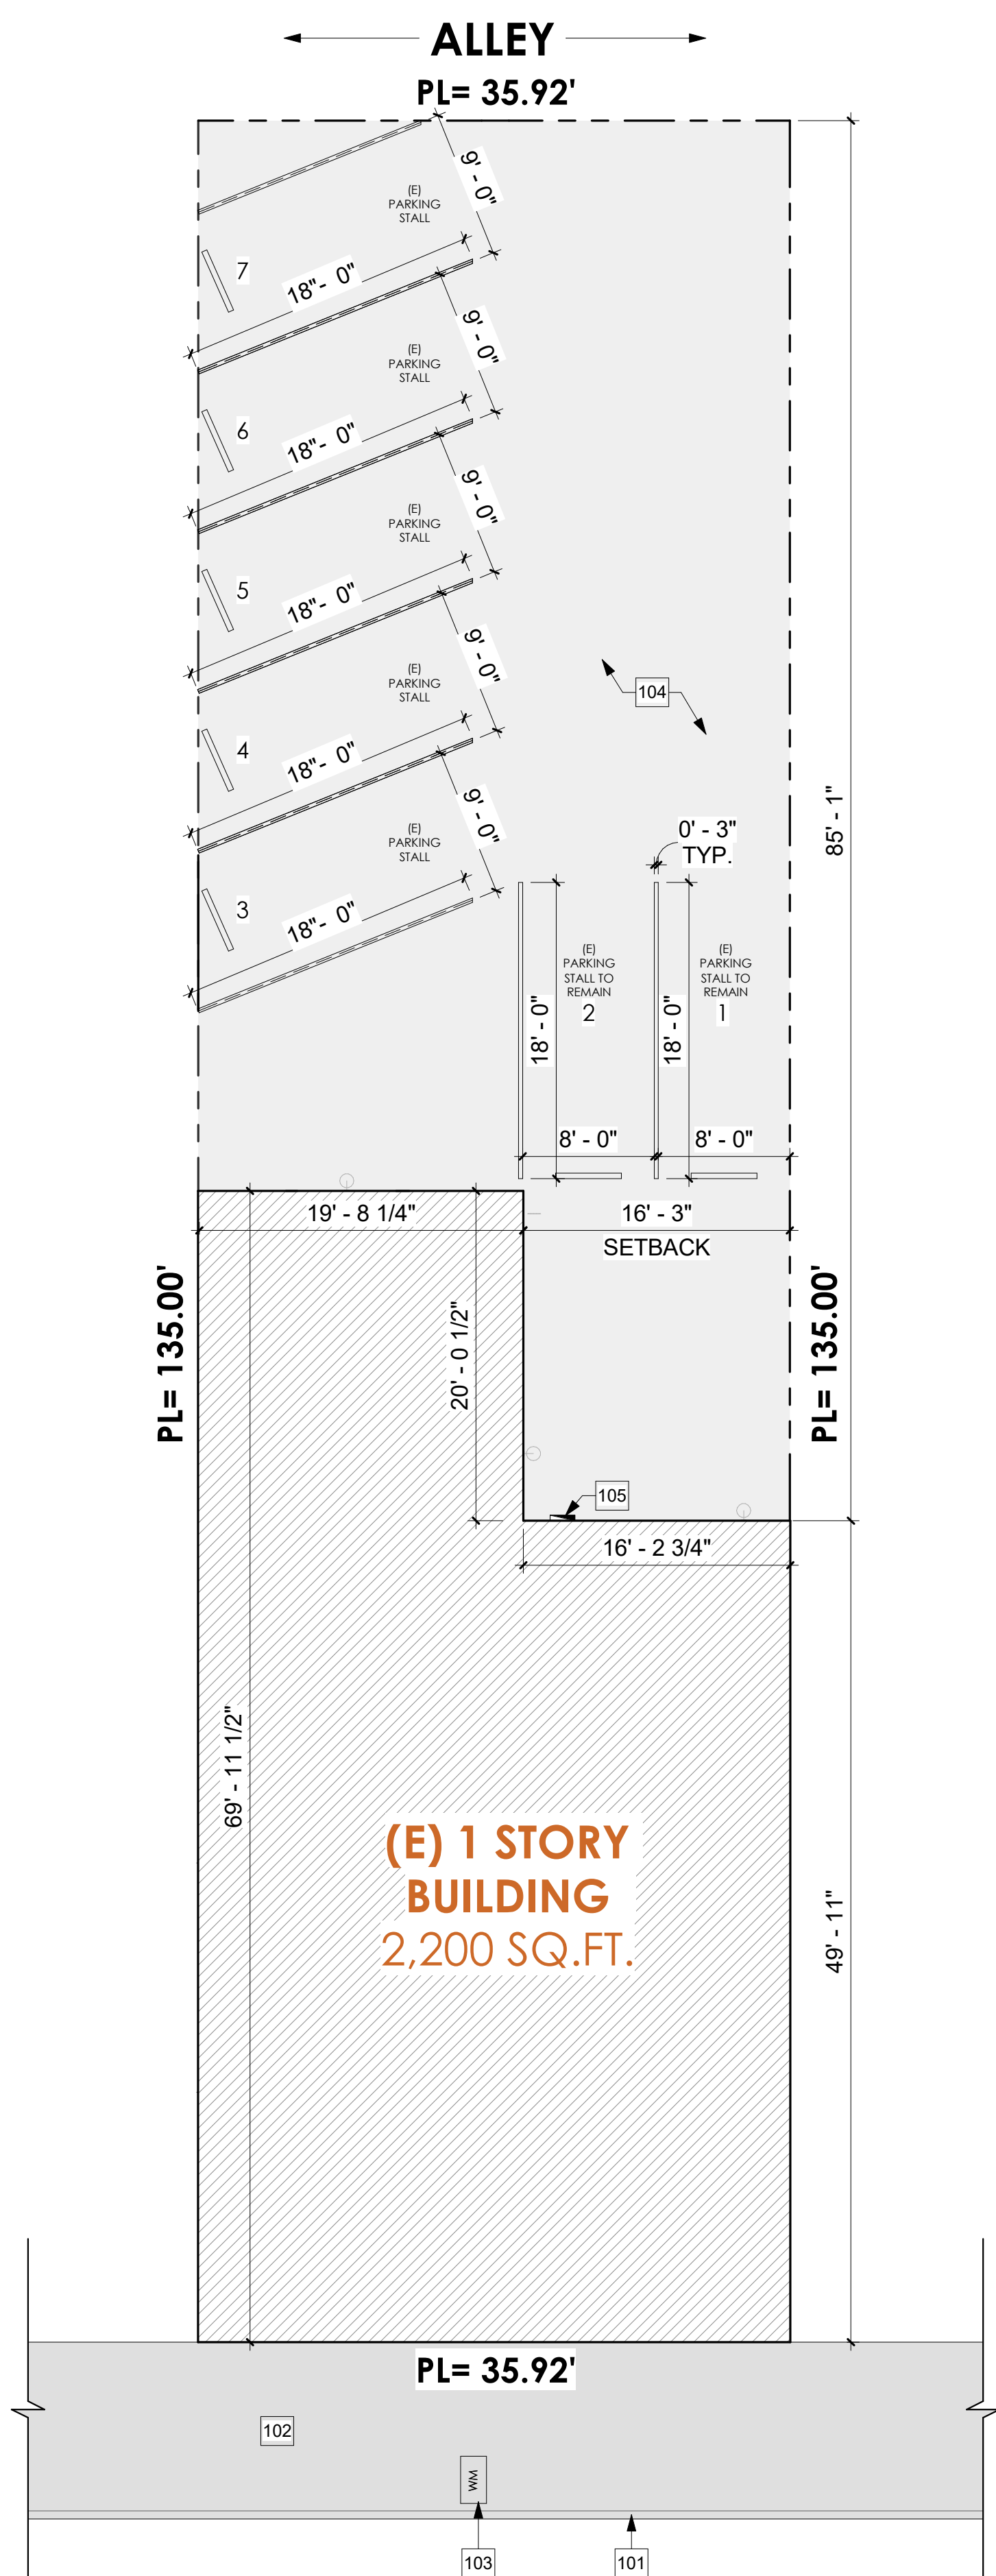 ALLEY
PL= 35.92'
(E)
PARKING
STALL
9' - 0"
7
18"- 0"
(E)
PARKING
STALL
9' - 0"
6
18"- 0"
(E)
PARKING
STALL
9' - 0"
5
18"- 0"
(E)
PARKING
STALL
9' - 0"
4
18"- 0"
(E)
PARKING
STALL
9' - 0"
3
18"- 0"
104
85' - 1"
0' - 3"
TYP.
(E)
PARKING
STALL TO
REMAIN
2
18' - 0"
8' - 0"
(E)
PARKING
STALL TO
REMAIN
1
18' - 0"
8' - 0"
19' - 8 1/4"
16' - 3"
SETBACK
PL= 135.00'
20' - 0 1/2"
PL= 135.00'
105
16' - 2 3/4"
69' - 11 1/2"
(E) 1 STORY
BUILDING
2,200 SQ.FT.
49' - 11"
PL= 35.92'
102
WM
103
101